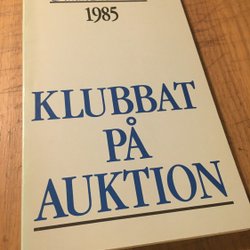 1985
KLUBBAT
PÅ
AUKTION